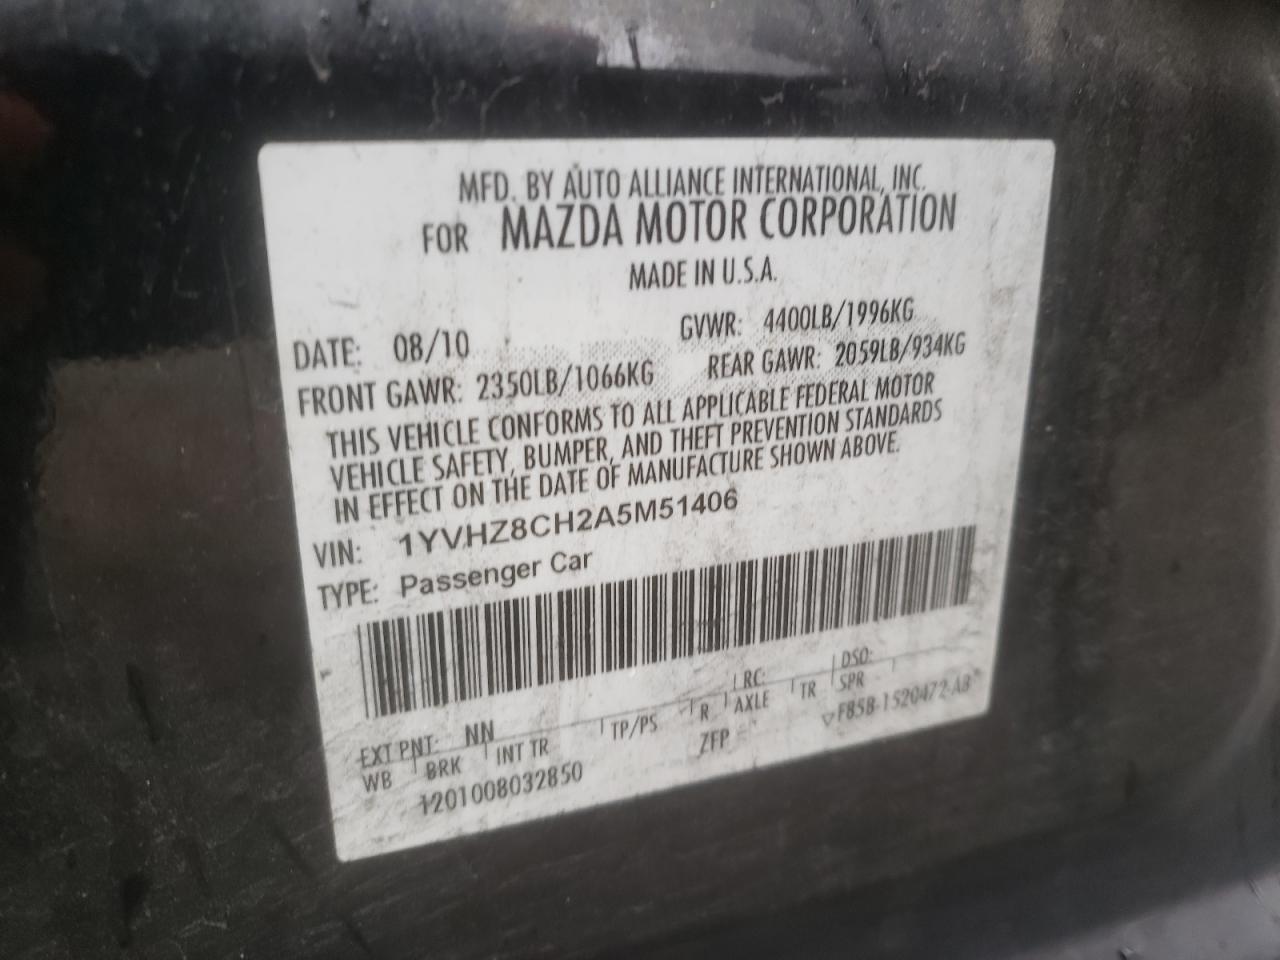 MFD. BY AUTO ALLIANCE INTERNATIONAL, INC.
FOR MAZDA MOTOR CORPORATION
MADE IN U.S.A.
DATE: 08/10 GVWR: 4400LB/1996KG
FRONT GAWR: 2350LB/1066KG REAR GAWR: 2059LB/934KG
THIS VEHICLE CONFORMS TO ALL APPLICABLE FEDERAL MOTOR
VEHICLE SAFETY, BUMPER, AND THEFT PREVENTION STANDARDS
IN EFFECT ON THE DATE OF MANUFACTURE SHOWN ABOVE.
VIN: 1YVHZ8CH2A5M51406
TYPE: Passenger Car
EXT PNT: NN RC: DSO:
WB BRK INT TR TP/PS R AXLE TR SPR
1201008032850 ZFP ▽F85B-1520472-AB